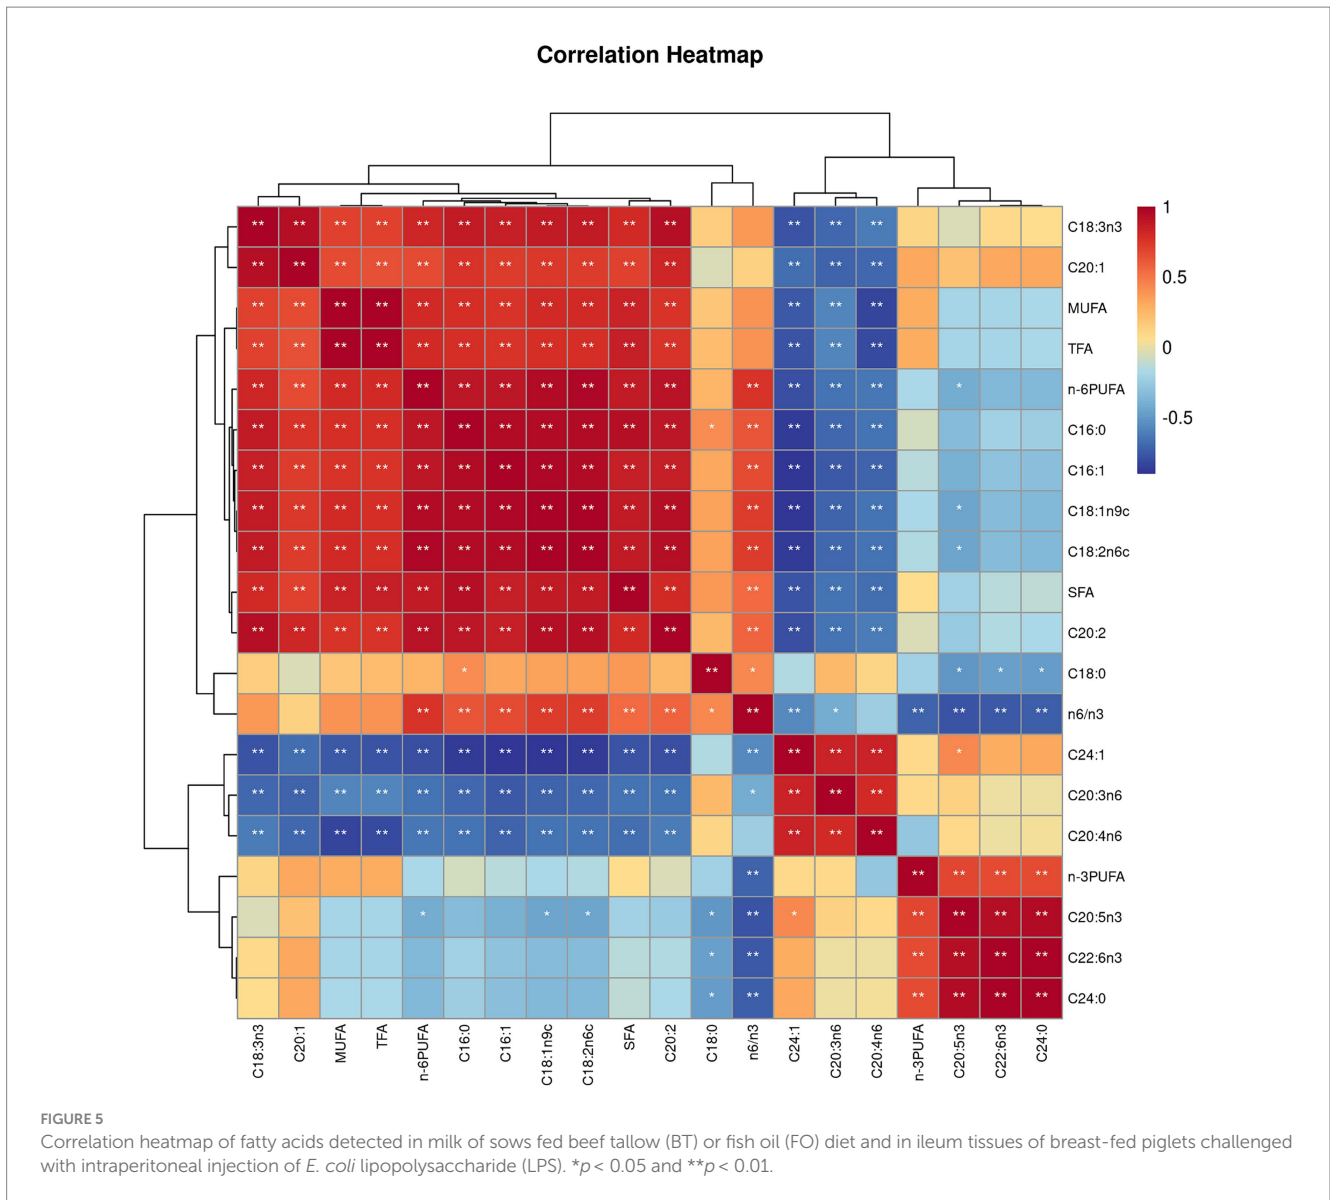 Correlation Heatmap
** ** ** ** ** ** ** ** ** ** ** ** ** ** C18:3n3
** ** ** ** ** ** ** ** ** ** ** ** ** ** C20:1
** ** ** ** ** ** ** ** ** ** ** ** ** ** MUFA
** ** ** ** ** ** ** ** ** ** ** ** ** ** TFA
** ** ** ** ** ** ** ** ** ** ** ** ** ** ** * n-6PUFA
** ** ** ** ** ** ** ** ** ** ** * ** ** ** ** C16:0
** ** ** ** ** ** ** ** ** ** ** ** ** ** ** C16:1
** ** ** ** ** ** ** ** ** ** ** ** ** ** ** * C18:1n9c
** ** ** ** ** ** ** ** ** ** ** ** ** ** ** * C18:2n6c
** ** ** ** ** ** ** ** ** ** ** ** ** ** ** SFA
** ** ** ** ** ** ** ** ** ** ** ** ** ** ** C20:2
* ** * * * * C18:0
** ** ** ** ** ** ** * ** ** * ** ** ** ** n6/n3
** ** ** ** ** ** ** ** ** ** ** ** ** ** ** * C24:1
** ** ** ** ** ** ** ** ** ** ** * ** ** ** C20:3n6
** ** ** ** ** ** ** ** ** ** ** ** ** ** C20:4n6
** ** ** ** ** n-3PUFA
* * * * ** * ** ** ** ** C20:5n3
* ** ** ** ** ** C22:6n3
* ** ** ** ** ** C24:0
1
0.5
0
-0.5
C18:3n3 C20:1 MUFA TFA n-6PUFA C16:0 C16:1 C18:1n9c C18:2n6c SFA C20:2 C18:0 n6/n3 C24:1 C20:3n6 C20:4n6 n-3PUFA C20:5n3 C22:6n3 C24:0
FIGURE 5
Correlation heatmap of fatty acids detected in milk of sows fed beef tallow (BT) or fish oil (FO) diet and in ileum tissues of breast-fed piglets challenged
with intraperitoneal injection of E. coli lipopolysaccharide (LPS). *p < 0.05 and **p < 0.01.